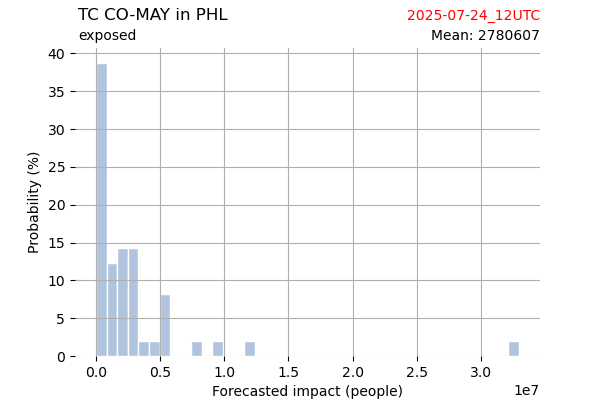 TC CO-MAY in PHL
2025-07-24_12UTC
exposed
Mean: 2780607
Probability (%)
40
35
30
25
20
15
10
5
0
0.0
0.5
1.0
1.5
2.0
2.5
3.0
1e7
Forecasted impact (people)